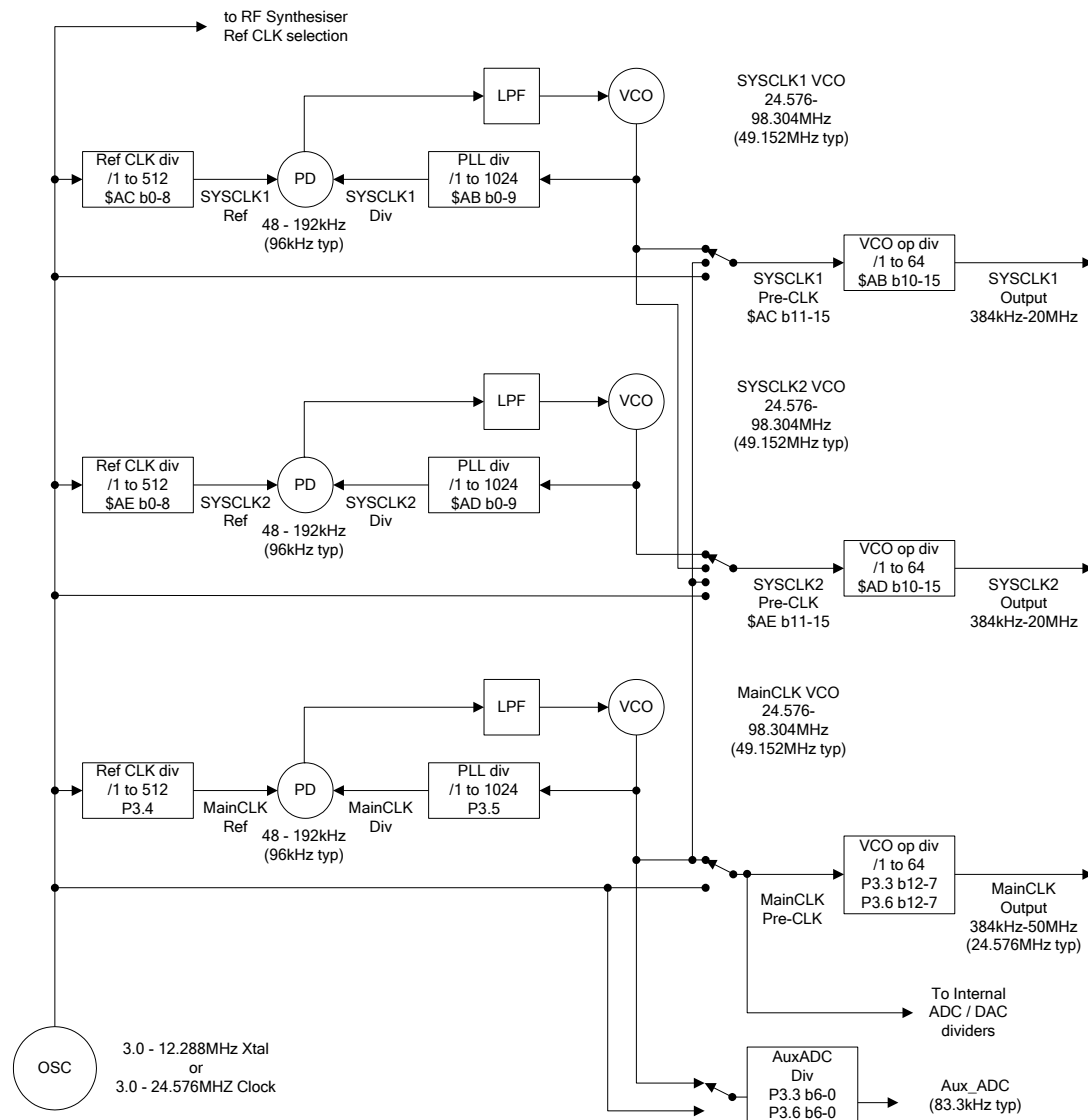 to RF Synthesiser
Ref CLK selection
LPF
VCO
SYSCLK1 VCO
24.576-
98.304MHz
(49.152MHz typ)
Ref CLK div
/1 to 512
$AC b0-8
SYSCLK1
Ref
PD
48 - 192kHz
(96kHz typ)
SYSCLK1
Div
PLL div
/1 to 1024
$AB b0-9
SYSCLK1
Pre-CLK
$AC b11-15
VCO op div
/1 to 64
$AB b10-15
SYSCLK1
Output
384kHz-20MHz
LPF
VCO
SYSCLK2 VCO
24.576-
98.304MHz
(49.152MHz typ)
Ref CLK div
/1 to 512
$AE b0-8
SYSCLK2
Ref
PD
48 - 192kHz
(96kHz typ)
SYSCLK2
Div
PLL div
/1 to 1024
$AD b0-9
SYSCLK2
Pre-CLK
$AE b11-15
VCO op div
/1 to 64
$AD b10-15
SYSCLK2
Output
384kHz-20MHz
LPF
VCO
MainCLK VCO
24.576-
98.304MHz
(49.152MHz typ)
Ref CLK div
/1 to 512
P3.4
MainCLK
Ref
PD
48 - 192kHz
(96kHz typ)
MainCLK
Div
PLL div
/1 to 1024
P3.5
MainCLK
Pre-CLK
VCO op div
/1 to 64
P3.3 b12-7
P3.6 b12-7
MainCLK
Output
384kHz-50MHz
(24.576MHz typ)
To Internal
ADC / DAC
dividers
OSC
3.0 - 12.288MHz Xtal
or
3.0 - 24.576MHZ Clock
AuxADC
Div
P3.3 b6-0
P3.6 b6-0
Aux_ADC
(83.3kHz typ)